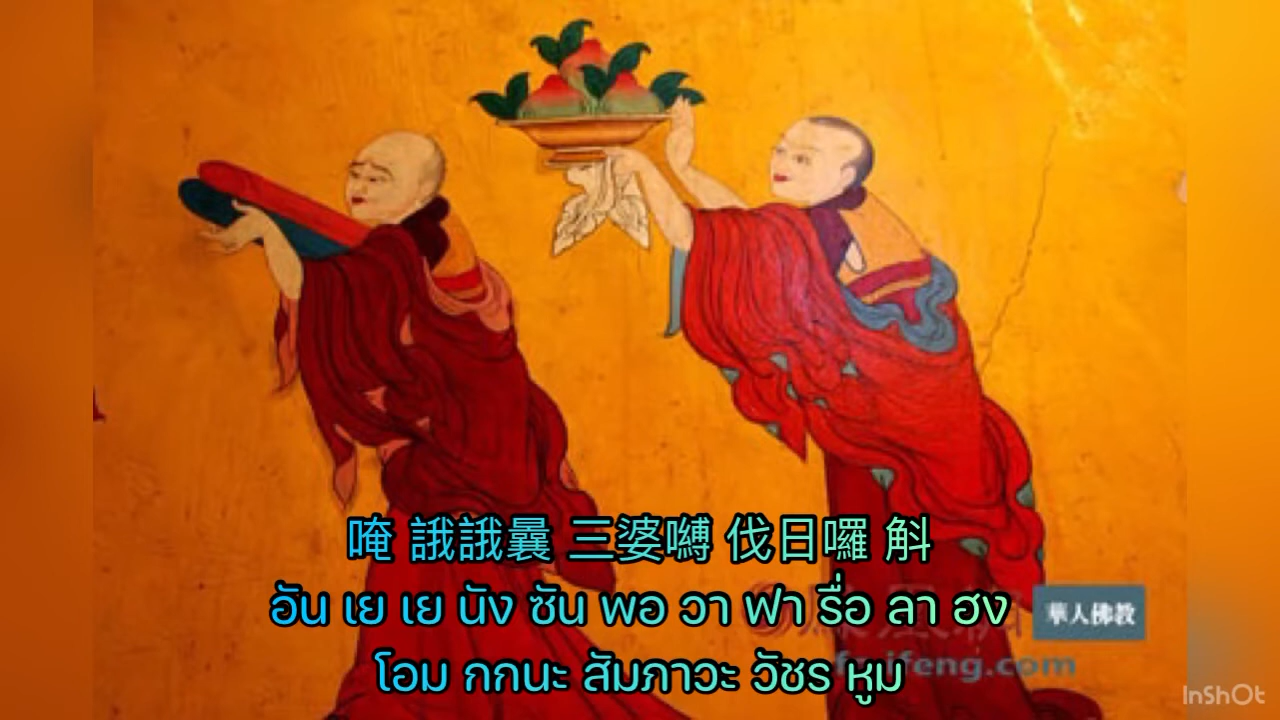 唵 誐誐曩 三婆嚩 伐日囉 斛
อัน เย เย นัง ซัน พอ วา ฟา รื่อ ลา ฮง
โอม กกนะ สัมภาวะ วัชร หูม
華人佛教
ifeng.com
InShOt